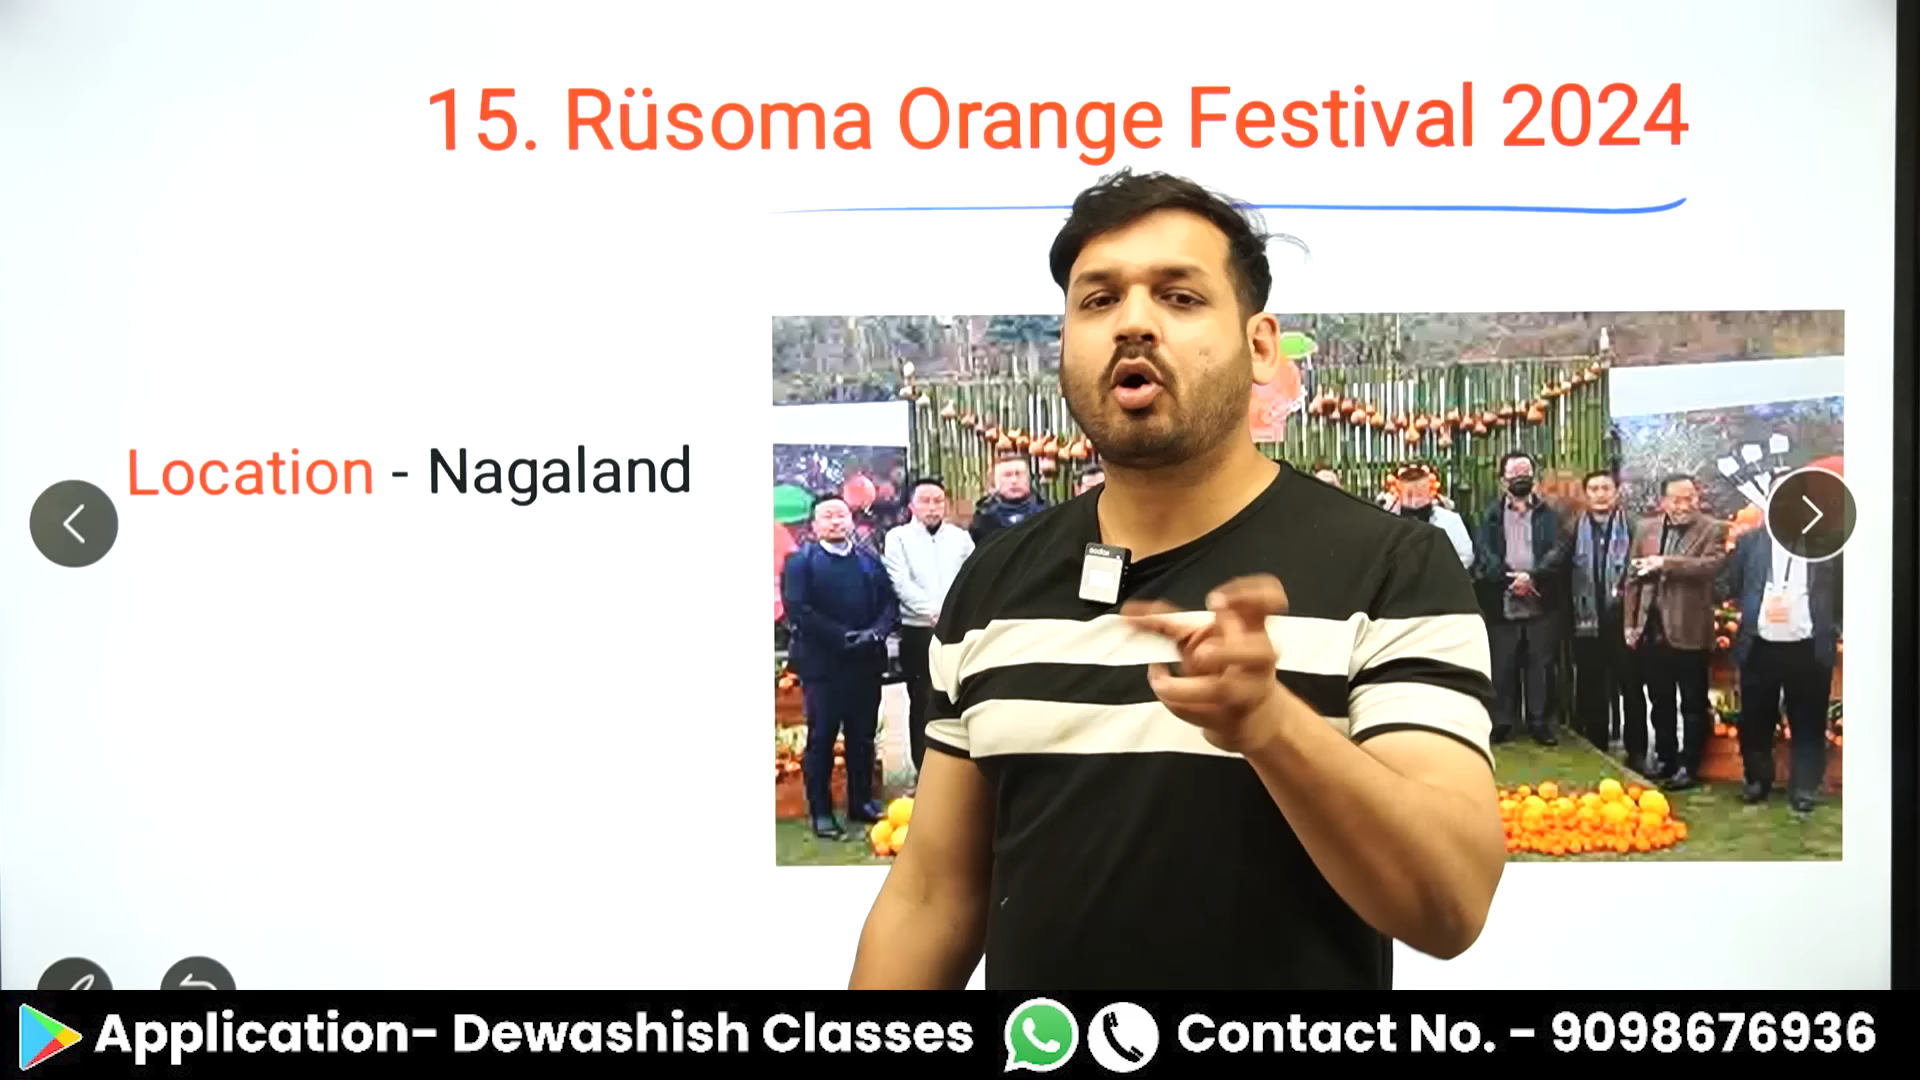 15. Rüsoma Orange Festival 2024
Location - Nagaland
Application- Dewashish Classes
Contact No. - 9098676936